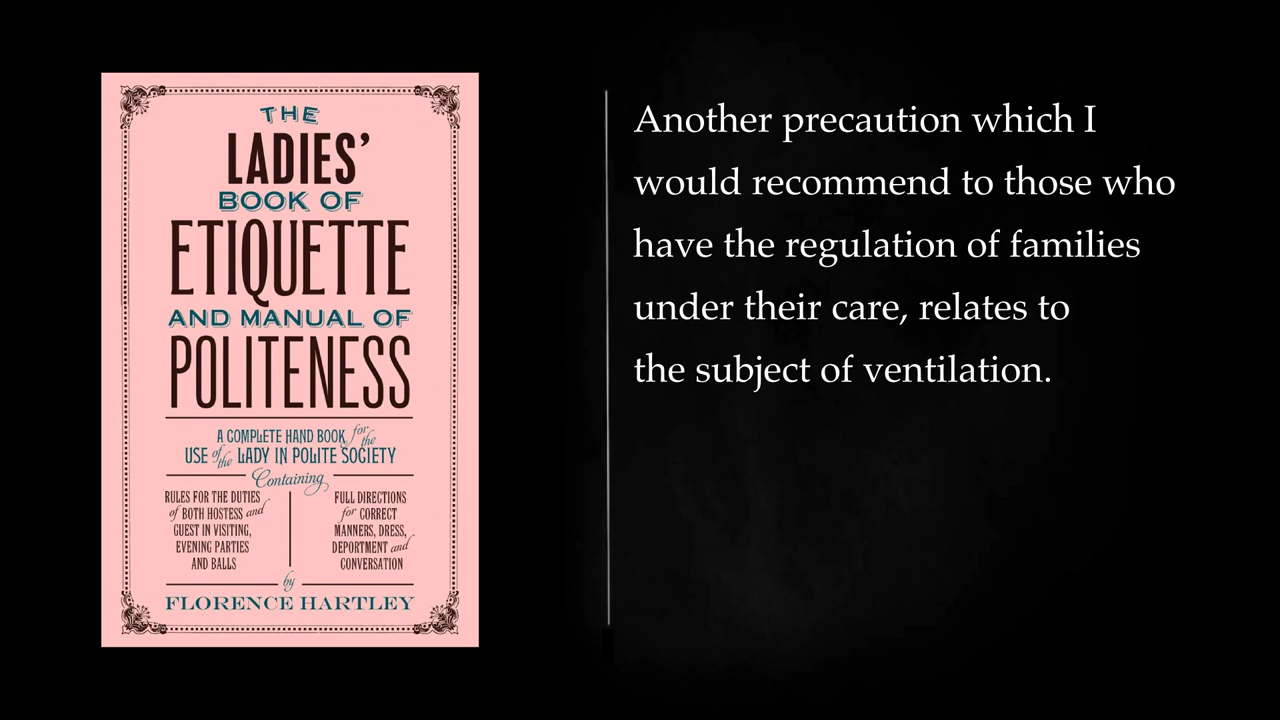 THE
LADIES'
BOOK OF
ETIQUETTE
AND MANUAL OF
POLITENESS
A COMPLETE HAND BOOK for the
USE of the LADY IN POLITE SOCIETY
Containing
RULES FOR THE DUTIES
of BOTH HOSTESS and
GUEST IN VISITING,
EVENING PARTIES
AND BALLS
FULL DIRECTIONS
for CORRECT
MANNERS, DRESS,
DEPORTMENT and
CONVERSATION
by
FLORENCE HARTLEY
Another precaution which I
would recommend to those who
have the regulation of families
under their care, relates to
the subject of ventilation.